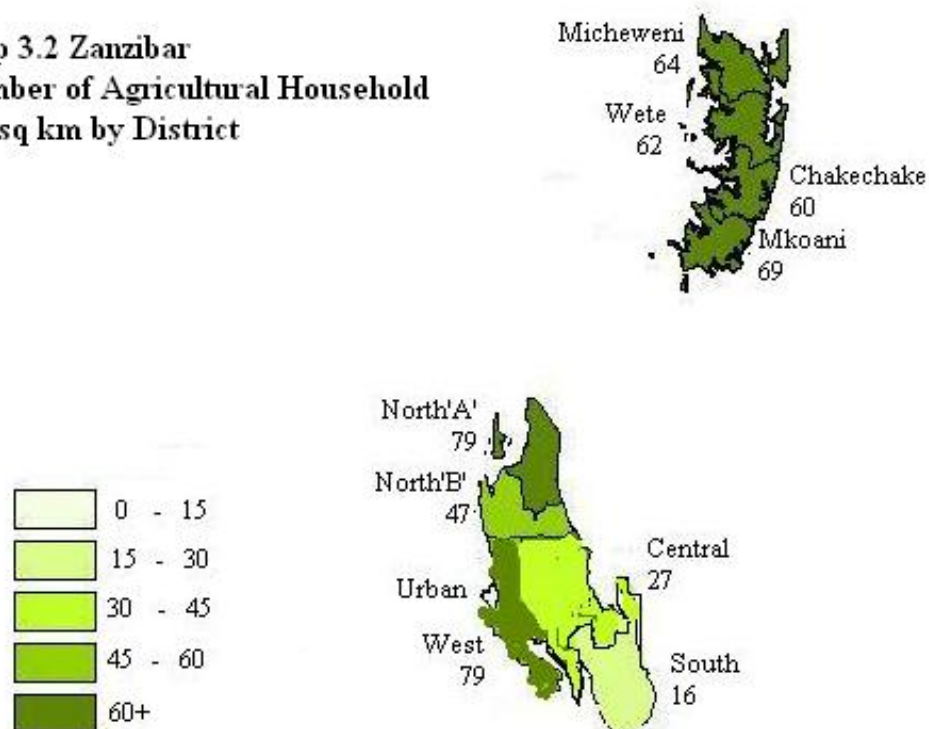 p 3.2 Zanzibar
nber of Agricultural Household
sq km by District
Micheweni
64
Wete
62
Chakechake
60
Mkoani
69
North'A'
79
North'B'
47
Urban
West
79
Central
27
South
16
0 - 15
15 - 30
30 - 45
45 - 60
60+